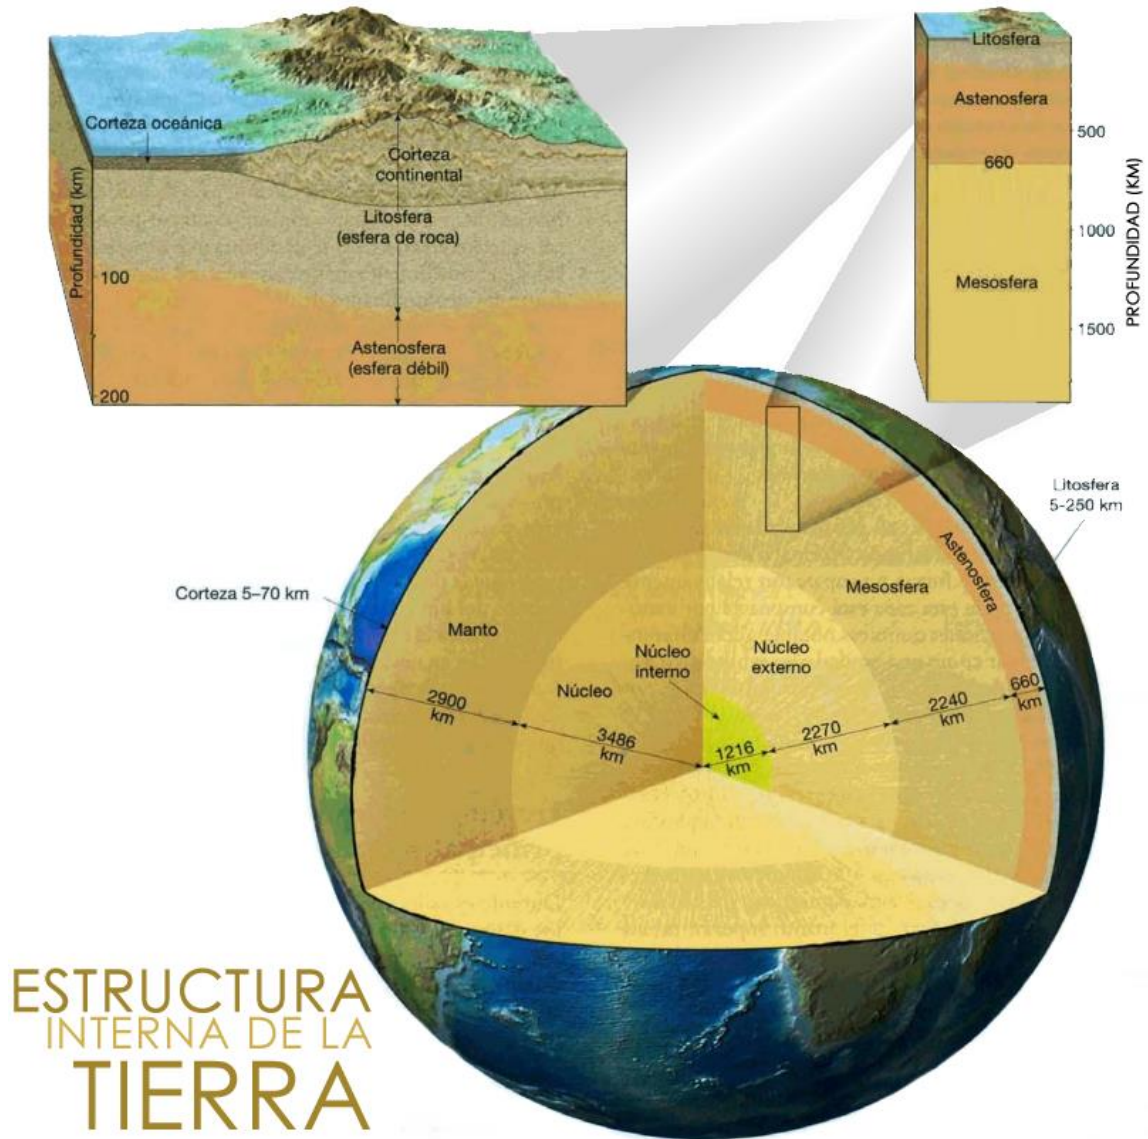 Corteza oceánica
Corteza
continental
Litosfera
(esfera de roca)
Astenosfera
(esfera débil)
Profundidad (km)
100
200
Litosfera
Astenosfera
500
660
1000
Mesosfera
1500
PROFUNDIDAD (KM)
Litosfera
5-250 km
Astenosfera
Corteza 5–70 km
Manto
Mesosfera
Núcleo
interno
Núcleo
externo
Núcleo
2900
km
3486
km
1216
km
2270
km
2240
km
660
km
ESTRUCTURA
INTERNA DE LA
TIERRA